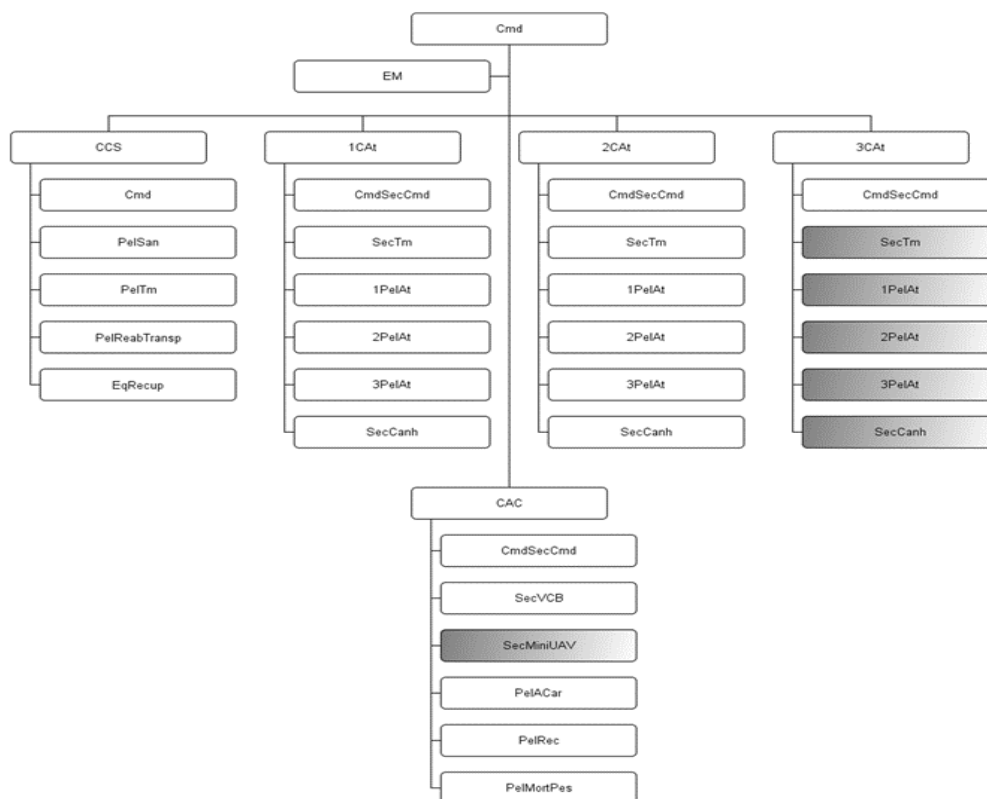 Cmd
EM
CCS
1CAt
2CAt
3CAt
Cmd
CmdSecCmd
CmdSecCmd
CmdSecCmd
PelSan
SecTm
SecTm
SecTm
PelTm
1PelAt
1PelAt
1PelAt
PelReabTransp
2PelAt
2PelAt
2PelAt
EqRecup
3PelAt
3PelAt
3PelAt
SecCanh
SecCanh
SecCanh
CAC
CmdSecCmd
SecVCB
SecMiniUAV
PelACar
PelRec
PelMortPes